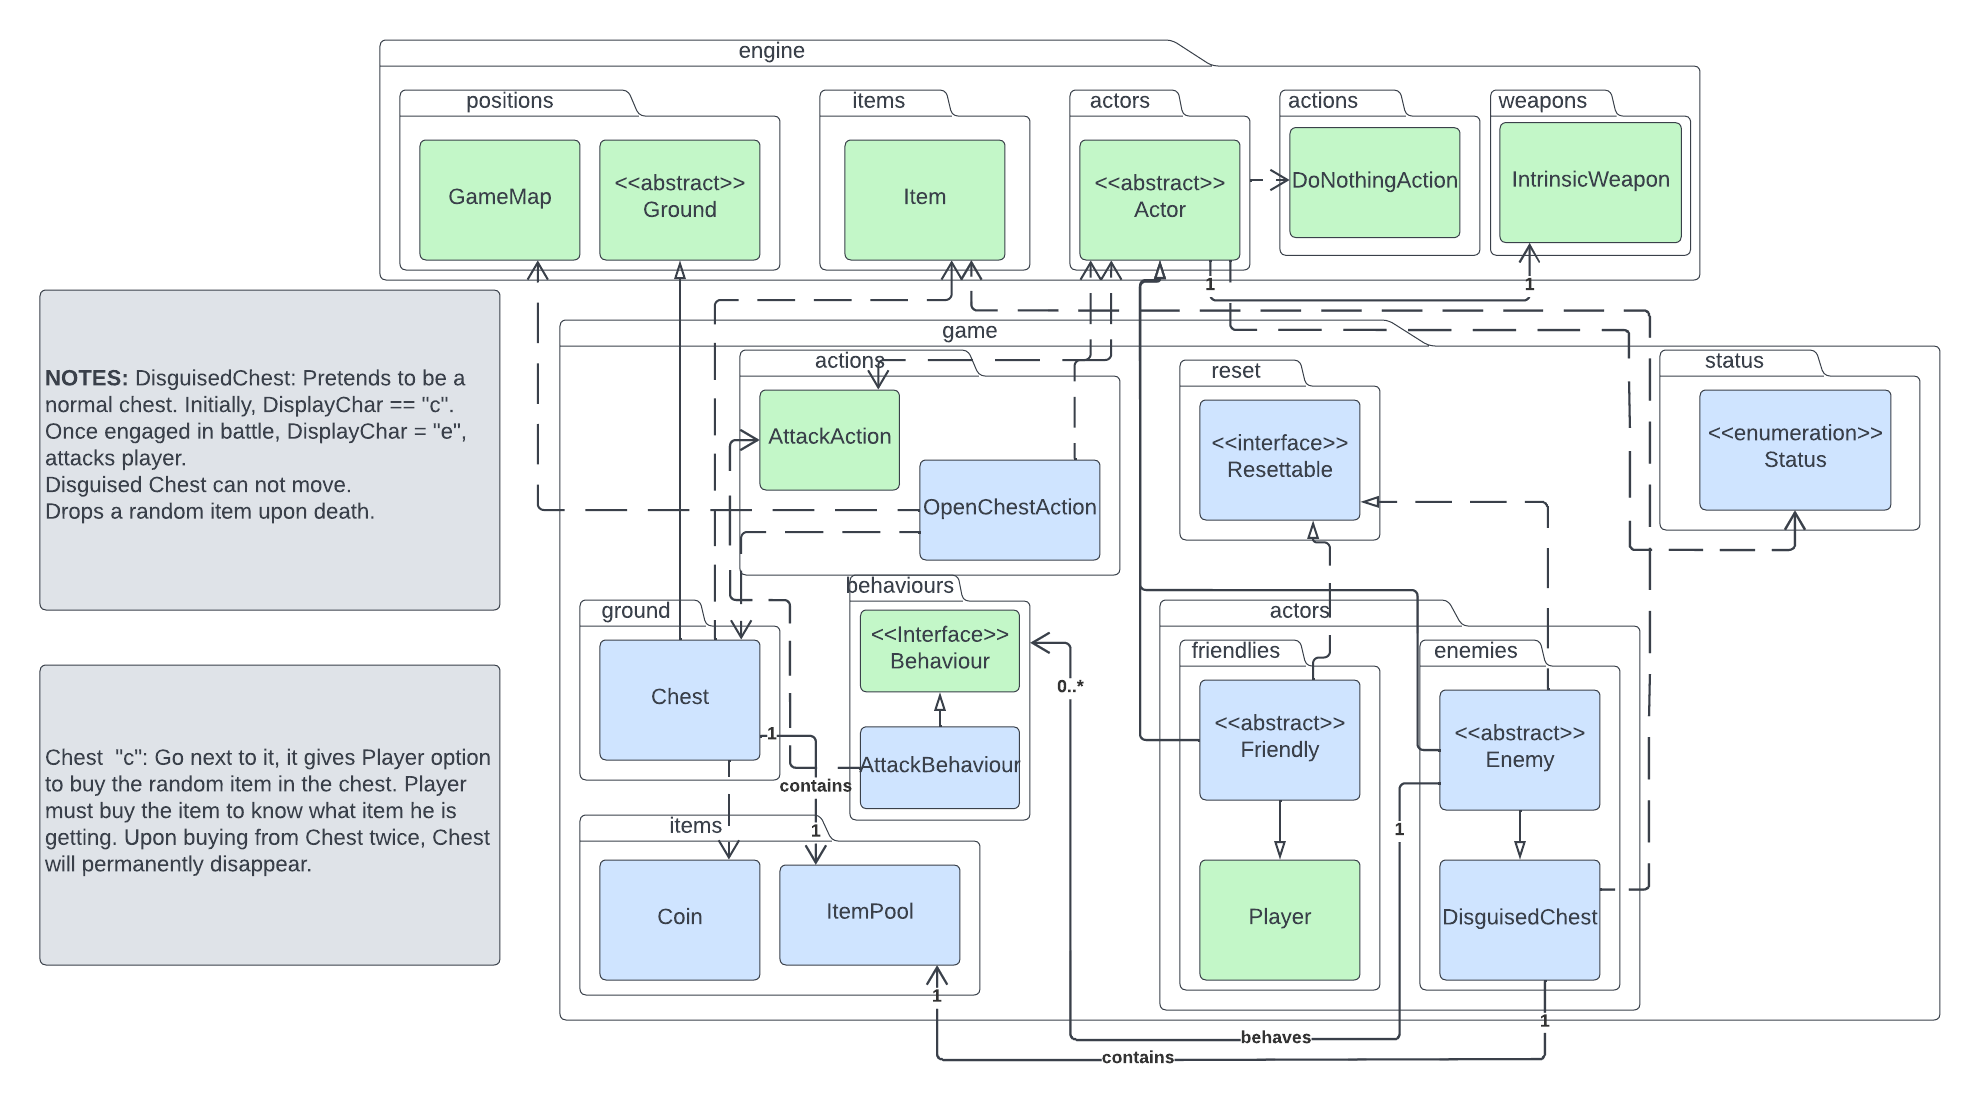 engine
positions
items
actors
actions
weapons
GameMap
<<abstract>>
Ground
Item
<<abstract>>
Actor
DoNothingAction
IntrinsicWeapon
1
1
game
NOTES: DisguisedChest: Pretends to be a
normal chest. Initially, DisplayChar == "c".
Once engaged in battle, DisplayChar = "e",
attacks player.
Disguised Chest can not move.
Drops a random item upon death.
actions
AttackAction
OpenChestAction
reset
<<interface>>
Resettable
status
<<enumeration>>
Status
ground
Chest
behaviours
<<Interface>>
Behaviour
AttackBehaviour
0..*
actors
friendlies
<<abstract>>
Friendly
Player
enemies
<<abstract>>
Enemy
DisguisedChest
1
contains
1
1
Chest  "c": Go next to it, it gives Player option
to buy the random item in the chest. Player
must buy the item to know what item he is
getting. Upon buying from Chest twice, Chest
will permanently disappear.
items
Coin
ItemPool
1
1
behaves
contains